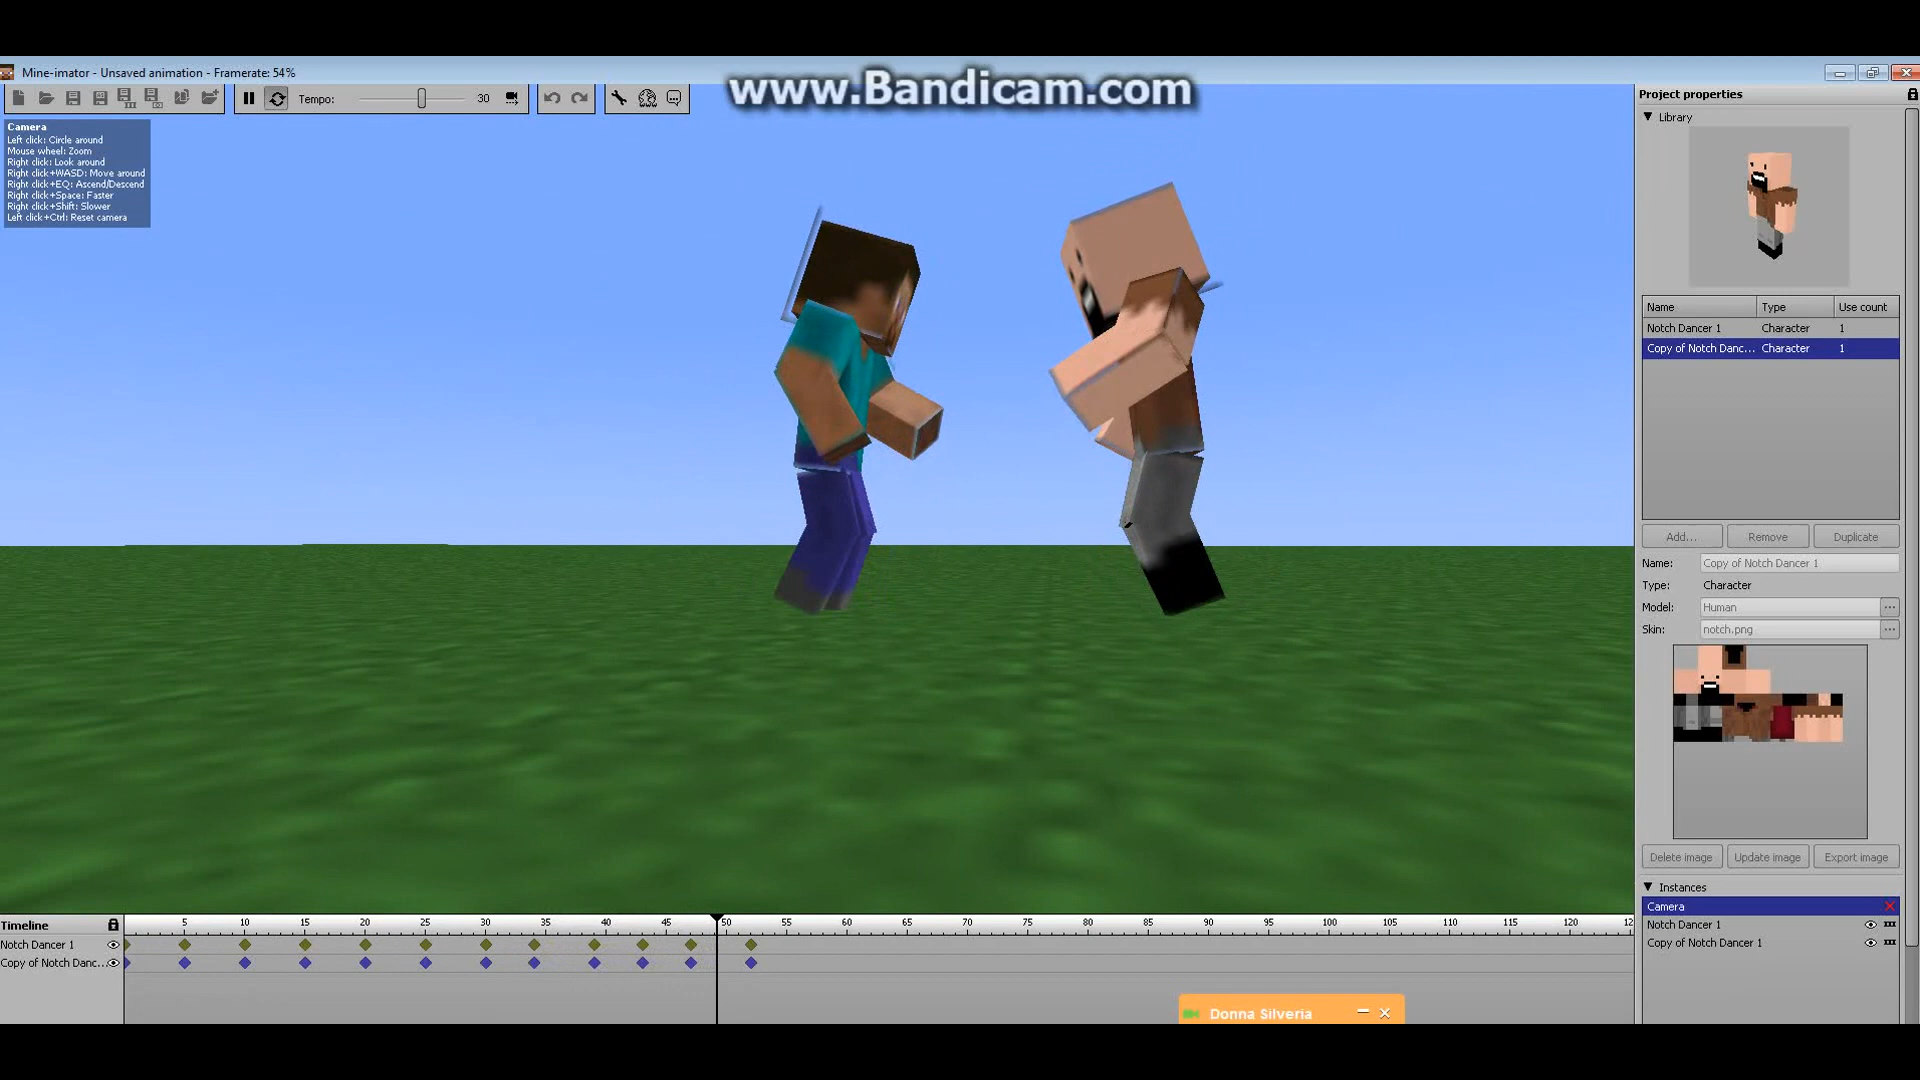 Mine-imator - Unsaved animation - Framerate: 54%
www.Bandicam.com
Tempo:
30
Camera
Left click: Circle around
Mouse wheel: Zoom
Right click: Look around
Right click+WASD: Move around
Right click+EQ: Ascend/Descend
Right click+Space: Faster
Right click+Shift: Slower
Left click+Ctrl: Reset camera
Project properties
Library
Name Type Use count
Notch Dancer 1 Character 1
Copy of Notch Danc... Character 1
Add... Remove Duplicate
Name: Copy of Notch Dancer 1
Type: Character
Model: Human ...
Skin: notch.png ...
Delete image Update image Export image
Instances
Camera
Notch Dancer 1
Copy of Notch Dancer 1
Timeline
5 10 15 20 25 30 35 40 45 50 55 60 65 70 75 80 85 90 95 100 105 110 115 120
Notch Dancer 1
Copy of Notch Danc...
Donna Silveria